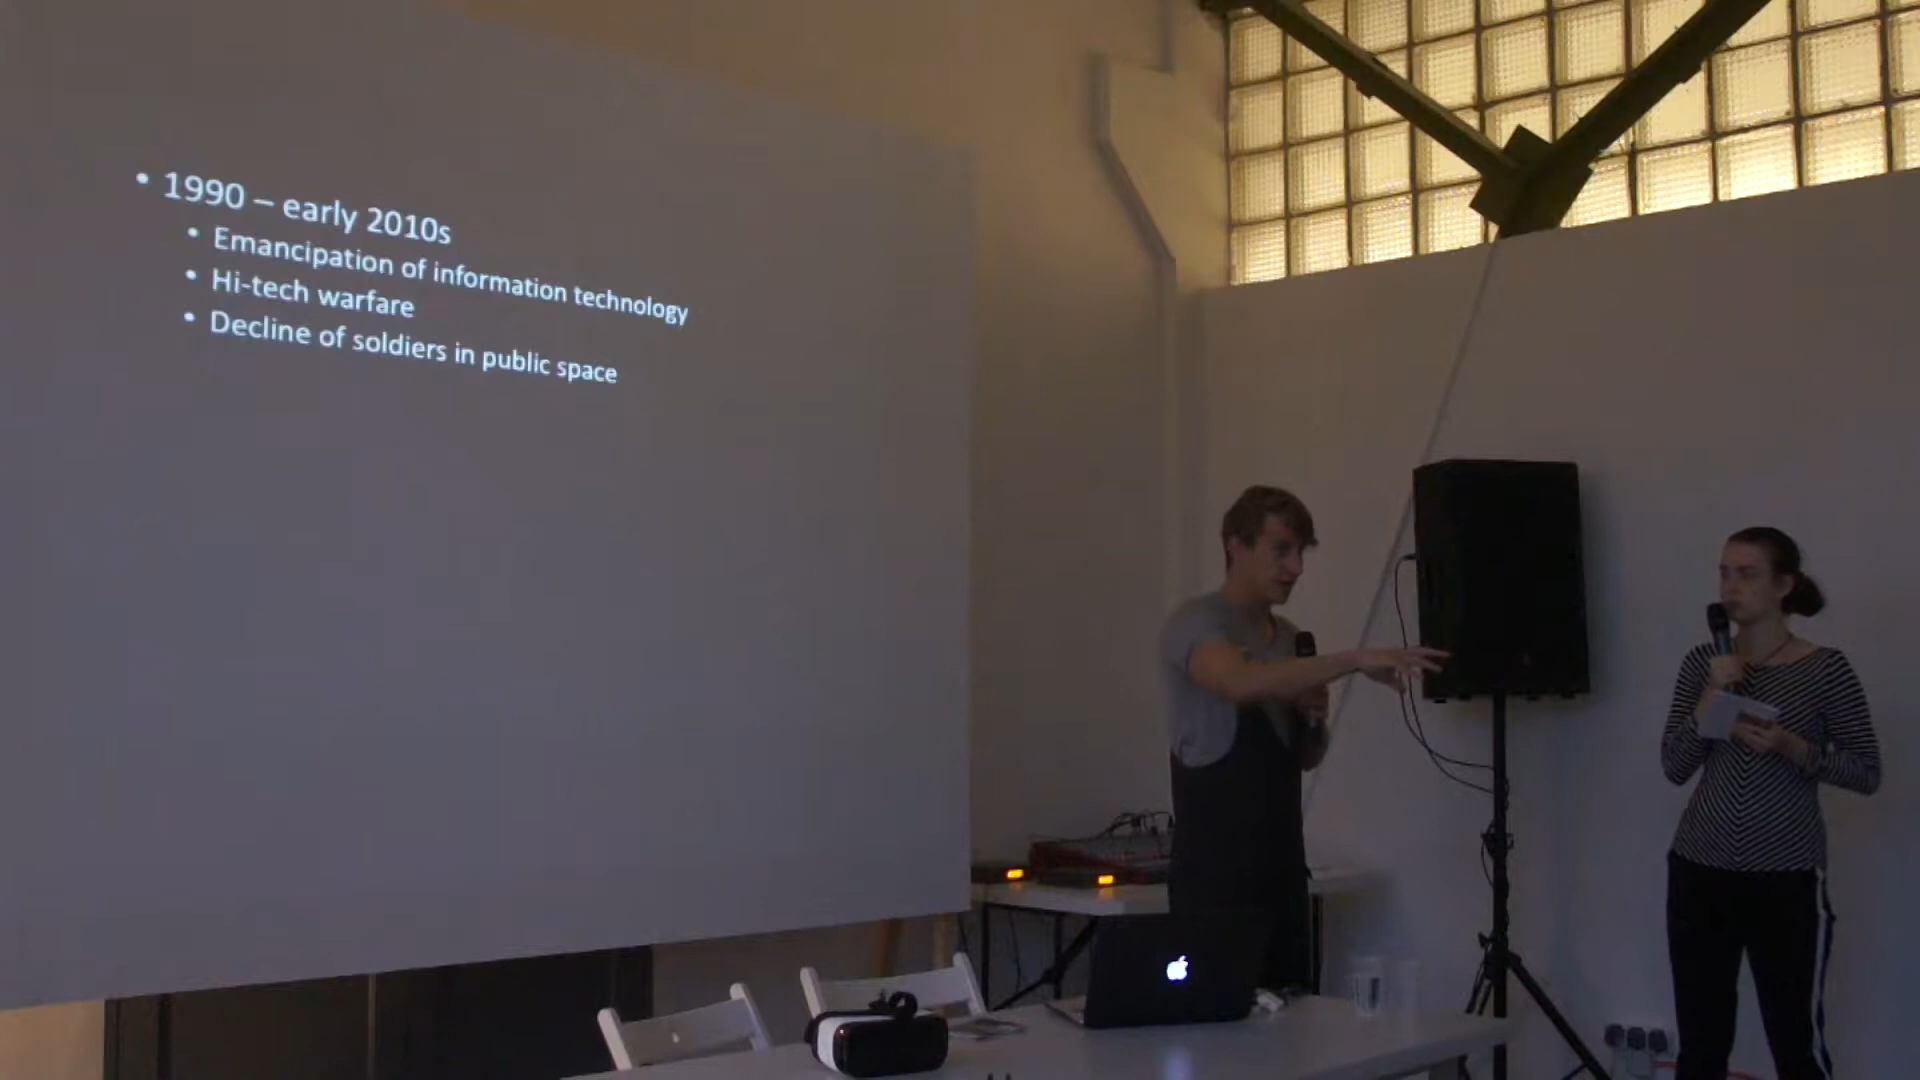 • 1990 – early 2010s
• Emancipation of information technology
• Hi-tech warfare
• Decline of soldiers in public space